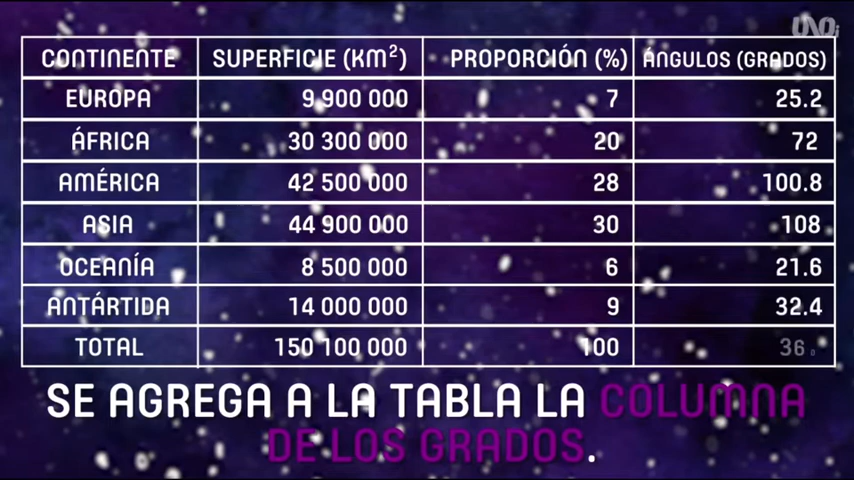 UNOi
CONTINENTE SUPERFICIE (KM²) PROPORCIÓN (%) ÁNGULOS (GRADOS)
EUROPA 9 900 000 7 25.2
ÁFRICA 30 300 000 20 72
AMÉRICA 42 500 000 28 100.8
ASIA 44 900 000 30 108
OCEANÍA 8 500 000 6 21.6
ANTÁRTIDA 14 000 000 9 32.4
TOTAL 150 100 000 100 360
SE AGREGA A LA TABLA LA COLUMNA
DE LOS GRADOS.